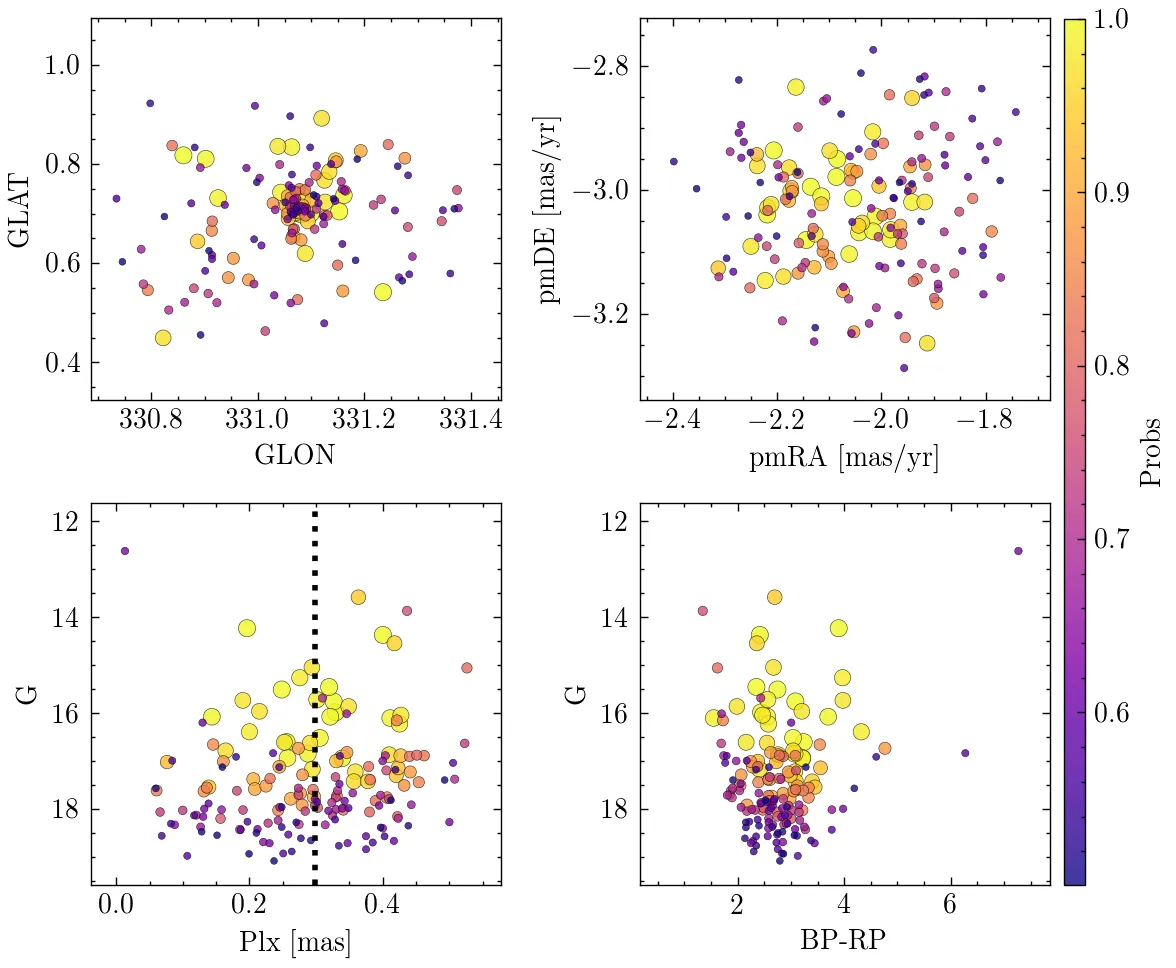 1.0
0.8
0.6
0.4
GLAT
330.8 331.0 331.2 331.4
GLON
−2.8
−3.0
−3.2
pmDE [mas/yr]
−2.4 −2.2 −2.0 −1.8
pmRA [mas/yr]
12
14
16
18
G
0.0 0.2 0.4
Plx [mas]
12
14
16
18
G
2 4 6
BP-RP
1.0
0.9
0.8
0.7
0.6
Probs